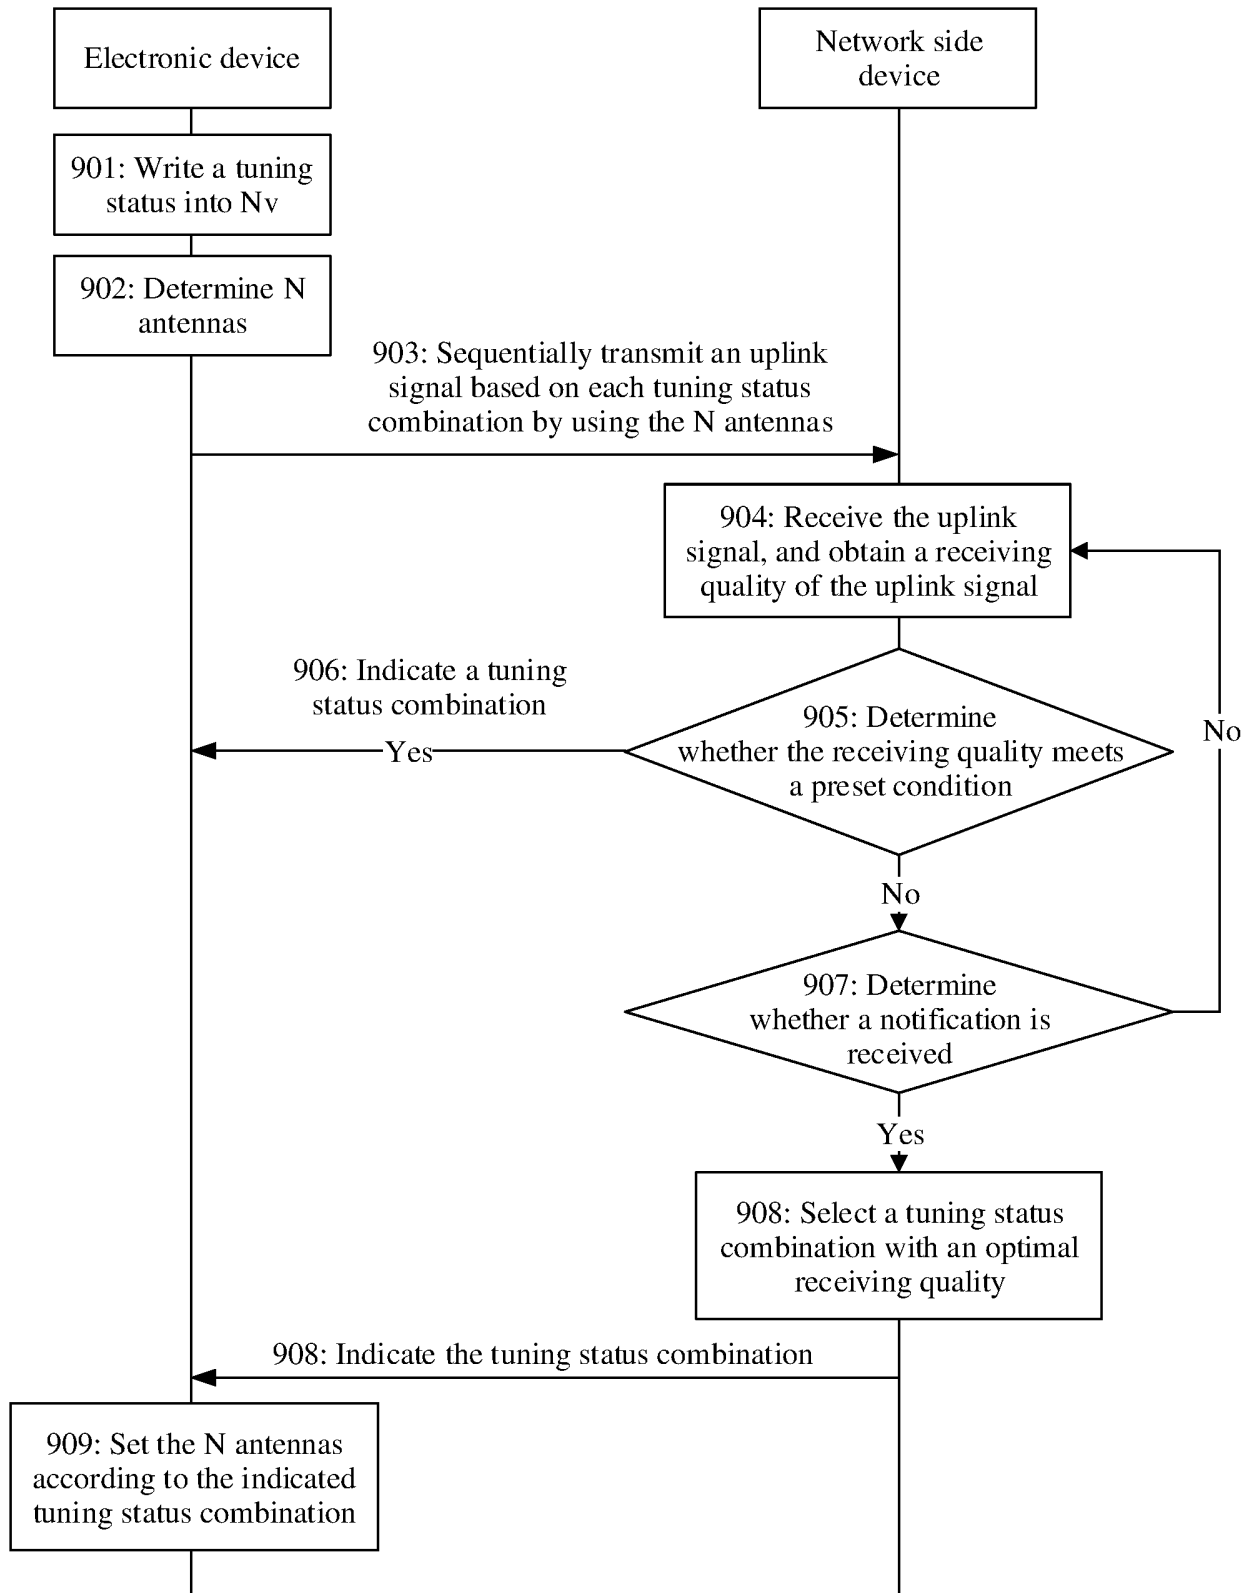 Electronic device
Network side
device
901: Write a tuning
status into Nv
902: Determine N
antennas
903: Sequentially transmit an uplink
signal based on each tuning status
combination by using the N antennas
904: Receive the uplink
signal, and obtain a receiving
quality of the uplink signal
906: Indicate a tuning
status combination
Yes
905: Determine
whether the receiving quality meets
a preset condition
No
No
907: Determine
whether a notification is
received
Yes
908: Select a tuning status
combination with an optimal
receiving quality
908: Indicate the tuning status combination
909: Set the N antennas
according to the indicated
tuning status combination